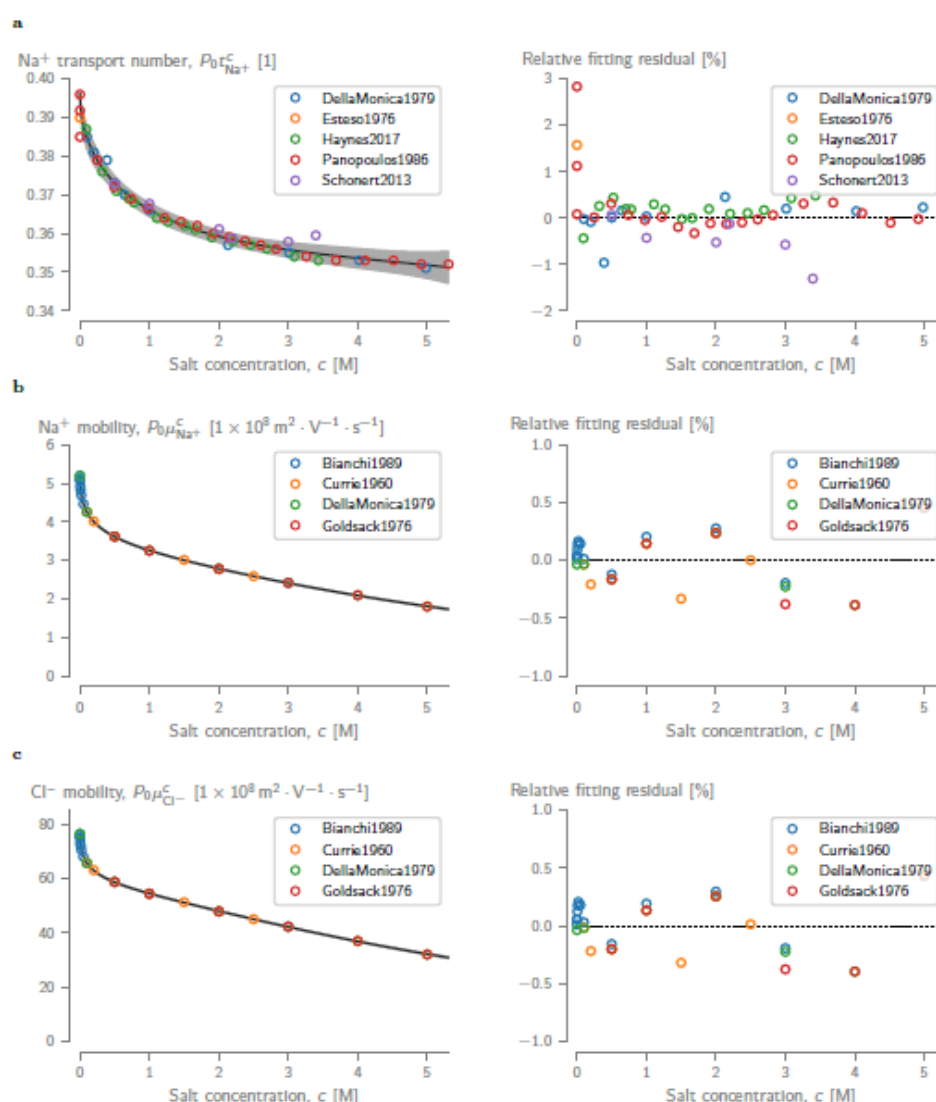 a
Na⁺ transport number, P₀t^c_Na⁺ [1]
0.40
0.39
0.38
0.37
0.36
0.35
0.34
DellaMonica1979
Esteso1976
Haynes2017
Panopoulos1986
Schonert2013
0 1 2 3 4 5
Salt concentration, c [M]
Relative fitting residual [%]
3
2
1
0
−1
−2
DellaMonica1979
Esteso1976
Haynes2017
Panopoulos1986
Schonert2013
0 1 2 3 4 5
Salt concentration, c [M]
b
Na⁺ mobility, P₀μ^c_Na⁺ [1 × 10⁸ m² · V⁻¹ · s⁻¹]
6
5
4
3
2
1
0
Bianchi1989
Currie1960
DellaMonica1979
Goldsack1976
0 1 2 3 4 5
Salt concentration, c [M]
Relative fitting residual [%]
1.0
0.5
0.0
−0.5
−1.0
Bianchi1989
Currie1960
DellaMonica1979
Goldsack1976
0 1 2 3 4 5
Salt concentration, c [M]
c
Cl⁻ mobility, P₀μ^c_Cl⁻ [1 × 10⁸ m² · V⁻¹ · s⁻¹]
80
60
40
20
0
Bianchi1989
Currie1960
DellaMonica1979
Goldsack1976
0 1 2 3 4 5
Salt concentration, c [M]
Relative fitting residual [%]
1.0
0.5
0.0
−0.5
−1.0
Bianchi1989
Currie1960
DellaMonica1979
Goldsack1976
0 1 2 3 4 5
Salt concentration, c [M]